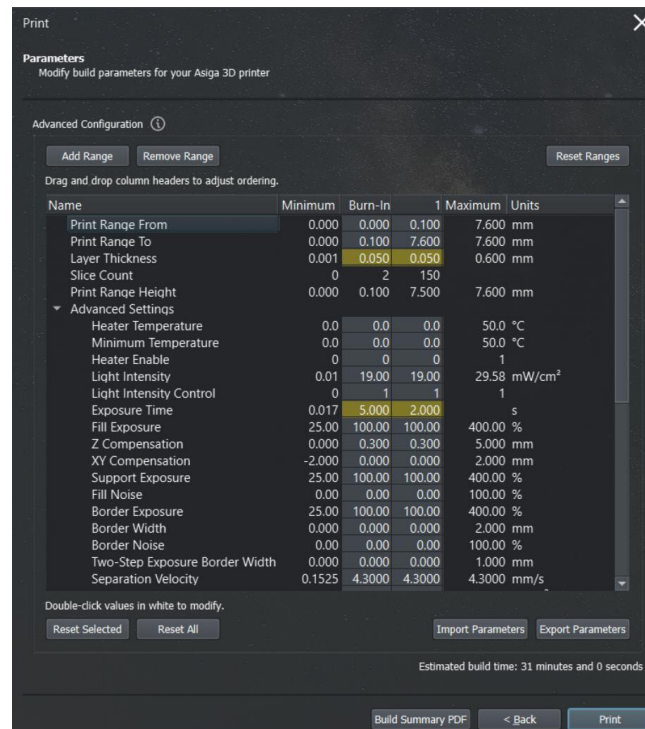 Print
Parameters
Modify build parameters for your Asiga 3D printer
Advanced Configuration
Add Range Remove Range Reset Ranges
Drag and drop column headers to adjust ordering.
Name Minimum Burn-In 1 Maximum Units
Print Range From 0.000 0.000 0.100 7.600 mm
Print Range To 0.000 0.100 7.600 7.600 mm
Layer Thickness 0.001 0.050 0.050 0.600 mm
Slice Count 0 2 150
Print Range Height 0.000 0.100 7.500 7.600 mm
Advanced Settings
Heater Temperature 0.0 0.0 0.0 50.0 °C
Minimum Temperature 0.0 0.0 0.0 50.0 °C
Heater Enable 0 0 0 1
Light Intensity 0.01 19.00 19.00 29.58 mW/cm²
Light Intensity Control 0 1 1 1
Exposure Time 0.017 5.000 2.000 s
Fill Exposure 25.00 100.00 100.00 400.00 %
Z Compensation 0.000 0.300 0.300 5.000 mm
XY Compensation -2.000 0.000 0.000 2.000 mm
Support Exposure 25.00 100.00 100.00 400.00 %
Fill Noise 0.00 0.00 0.00 100.00 %
Border Exposure 25.00 100.00 100.00 400.00 %
Border Width 0.000 0.000 0.000 2.000 mm
Border Noise 0.00 0.00 0.00 100.00 %
Two-Step Exposure Border Width 0.000 0.000 0.000 1.000 mm
Separation Velocity 0.1525 4.3000 4.3000 4.3000 mm/s
Double-click values in white to modify.
Reset Selected Reset All Import Parameters Export Parameters
Estimated build time: 31 minutes and 0 seconds
Build Summary PDF < Back Print